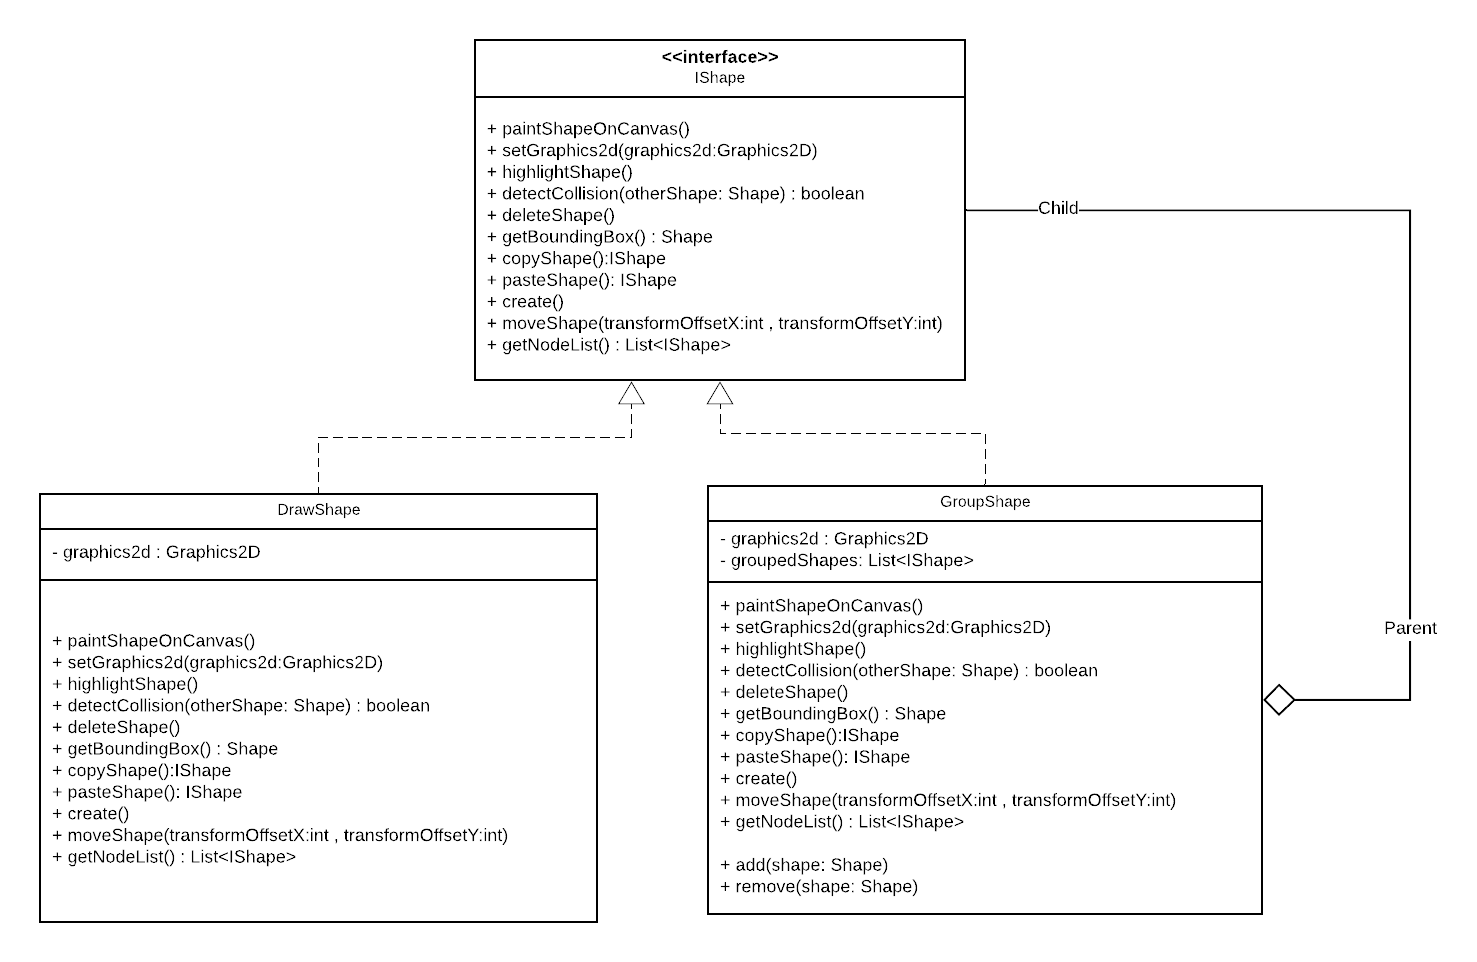 <<interface>>
IShape
+ paintShapeOnCanvas()
+ setGraphics2d(graphics2d:Graphics2D)
+ highlightShape()
+ detectCollision(otherShape: Shape) : boolean
+ deleteShape()
+ getBoundingBox() : Shape
+ copyShape():IShape
+ pasteShape(): IShape
+ create()
+ moveShape(transformOffsetX:int , transformOffsetY:int)
+ getNodeList() : List<IShape>
Child
Parent
DrawShape
- graphics2d : Graphics2D
+ paintShapeOnCanvas()
+ setGraphics2d(graphics2d:Graphics2D)
+ highlightShape()
+ detectCollision(otherShape: Shape) : boolean
+ deleteShape()
+ getBoundingBox() : Shape
+ copyShape():IShape
+ pasteShape(): IShape
+ create()
+ moveShape(transformOffsetX:int , transformOffsetY:int)
+ getNodeList() : List<IShape>
GroupShape
- graphics2d : Graphics2D
- groupedShapes: List<IShape>
+ paintShapeOnCanvas()
+ setGraphics2d(graphics2d:Graphics2D)
+ highlightShape()
+ detectCollision(otherShape: Shape) : boolean
+ deleteShape()
+ getBoundingBox() : Shape
+ copyShape():IShape
+ pasteShape(): IShape
+ create()
+ moveShape(transformOffsetX:int , transformOffsetY:int)
+ getNodeList() : List<IShape>
+ add(shape: Shape)
+ remove(shape: Shape)